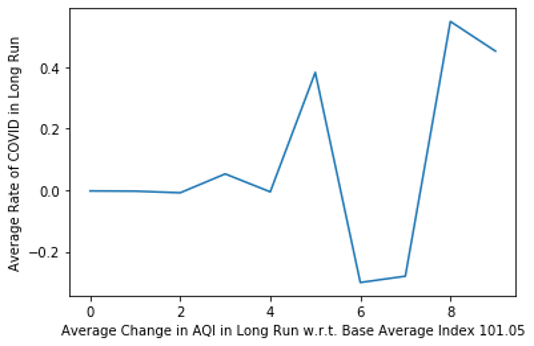 Average Rate of COVID in Long Run
0.4
0.2
0.0
−0.2
0 2 4 6 8
Average Change in AQI in Long Run w.r.t. Base Average Index 101.05